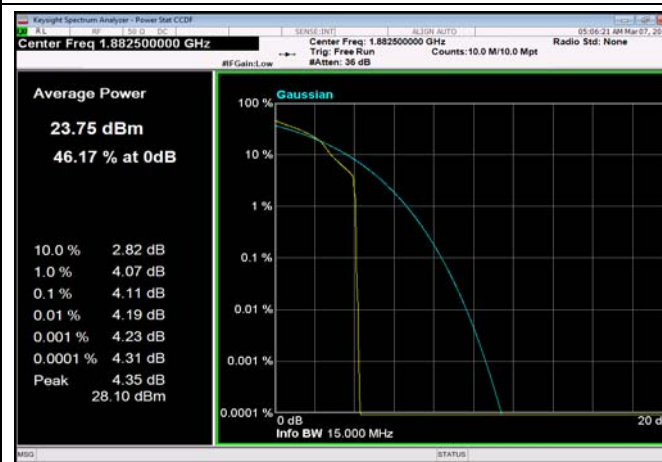 Keysight Spectrum Analyzer - Power Stat CCDF
RL RF 50 Ω DC SENSE:INT ALIGN AUTO 05:06:21 AM Mar 07, 20
Center Freq 1.882500000 GHz
Center Freq: 1.882500000 GHz Radio Std: None
Trig: Free Run Counts:10.0 M/10.0 Mpt
#IFGain:Low #Atten: 36 dB
Average Power
23.75 dBm
46.17 % at 0dB
10.0 % 2.82 dB
1.0 % 4.07 dB
0.1 % 4.11 dB
0.01 % 4.19 dB
0.001 % 4.23 dB
0.0001 % 4.31 dB
Peak 4.35 dB
28.10 dBm
Gaussian
100 %
10 %
1 %
0.1 %
0.01 %
0.001 %
0.0001 %
0 dB 20 d
Info BW 15.000 MHz
MSG STATUS